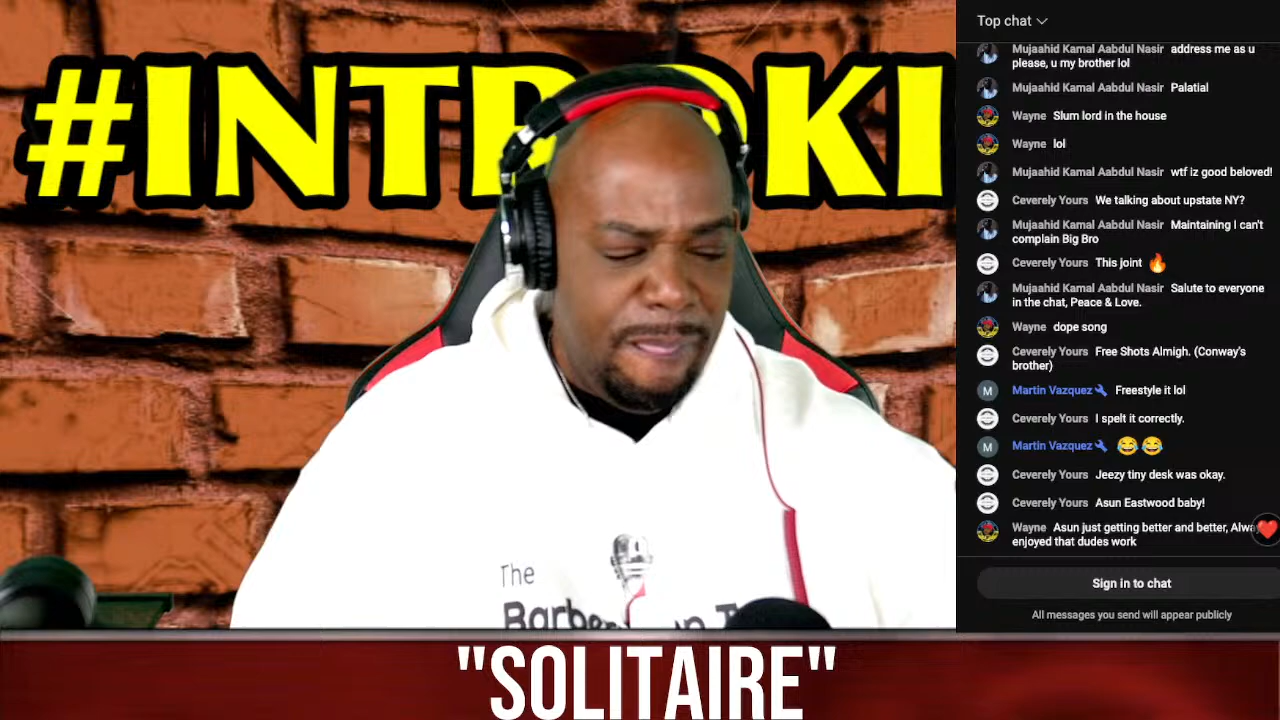 #INTR OKI
The
"SOLITAIRE"
Top chat
Mujaahid Kamal Aabdul Nasir address me as u
please, u my brother lol
Mujaahid Kamal Aabdul Nasir Palatial
Wayne Slum lord in the house
Wayne lol
Mujaahid Kamal Aabdul Nasir wtf iz good beloved!
Ceverely Yours We talking about upstate NY?
Mujaahid Kamal Aabdul Nasir Maintaining I can't
complain Big Bro
Ceverely Yours This joint 🔥
Mujaahid Kamal Aabdul Nasir Salute to everyone
in the chat, Peace & Love.
Wayne dope song
Ceverely Yours Free Shots Almigh. (Conway's
brother)
M Martin Vazquez Freestyle it lol
Ceverely Yours I spelt it correctly.
M Martin Vazquez 😂😂
Ceverely Yours Jeezy tiny desk was okay.
Ceverely Yours Asun Eastwood baby!
Wayne Asun just getting better and better, Alwa
enjoyed that dudes work
Sign in to chat
All messages you send will appear publicly